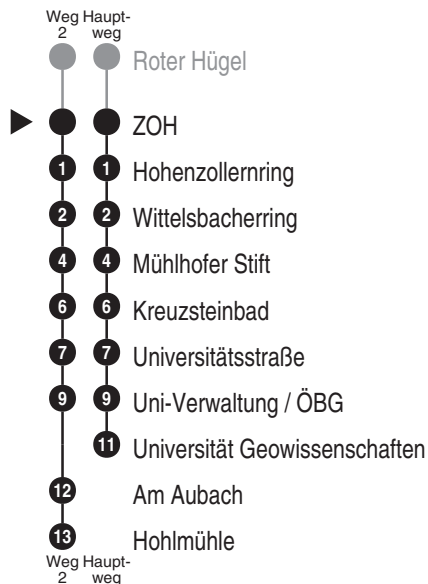 Weg Haupt-
2 weg
Roter Hügel
ZOH
1 1 Hohenzollernring
2 2 Wittelsbacherring
4 4 Mühlhofer Stift
6 6 Kreuzsteinbad
7 7 Universitätsstraße
9 9 Uni-Verwaltung / ÖBG
11 Universität Geowissenschaften
12 Am Aubach
13 Hohlmühle
Weg Haupt-
2 weg